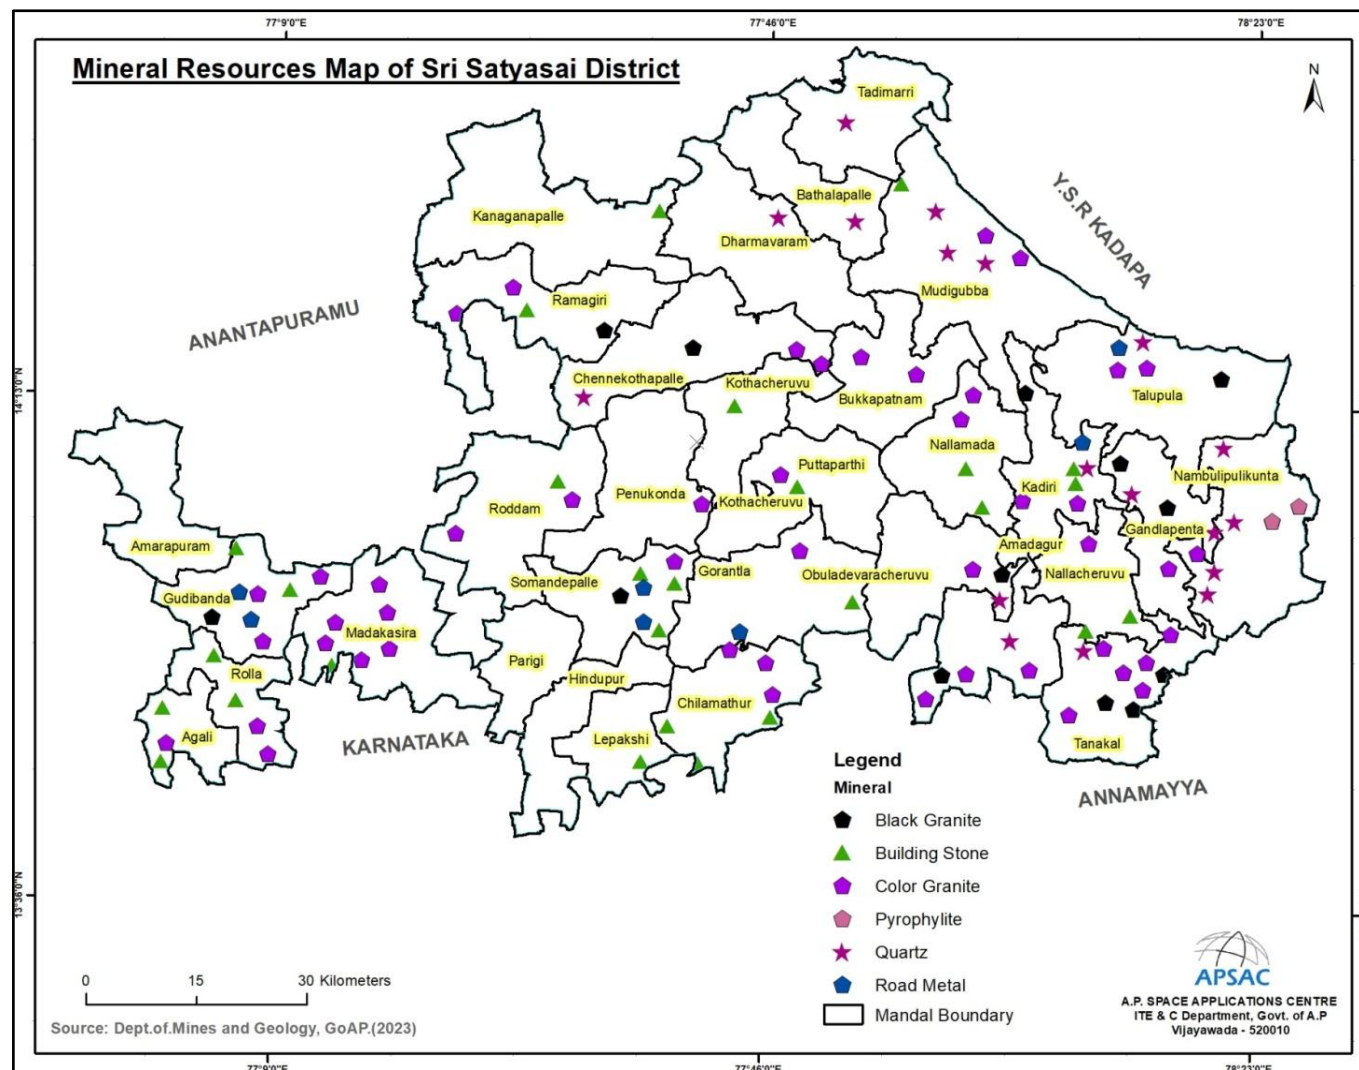 77°9'0"E
77°46'0"E
78°23'0"E
Mineral Resources Map of Sri Satyasai District
N
Tadimarri
Bathalapalle
Kanaganapalle
Dharmavaram
Y.S.R KADAPA
Mudigubba
Ramagiri
ANANTAPURAMU
14°13'0"N
Chennekothapalle
Kothacheruvu
Bukkapatnam
Talupula
Nallamada
Puttaparthi
Nambulipulikunta
Kadiri
Penukonda
Kothacheruvu
Roddam
Gandlapenta
Amarapuram
Amadagur
Gorantla
Obuladevaracheruvu
Nallacheruvu
Somandepalle
Gudibanda
Madakasira
Parigi
Rolla
Hindupur
Chilamathur
Agali
KARNATAKA
Lepakshi
Tanakal
ANNAMAYYA
Legend
Mineral
Black Granite
Building Stone
Color Granite
Pyrophylite
Quartz
Road Metal
Mandal Boundary
13°36'0"N
0 15 30 Kilometers
Source: Dept.of.Mines and Geology, GoAP.(2023)
APSAC
A.P. SPACE APPLICATIONS CENTRE
ITE & C Department, Govt. of A.P
Vijayawada - 520010
77°9'0"E
77°46'0"E
78°23'0"E